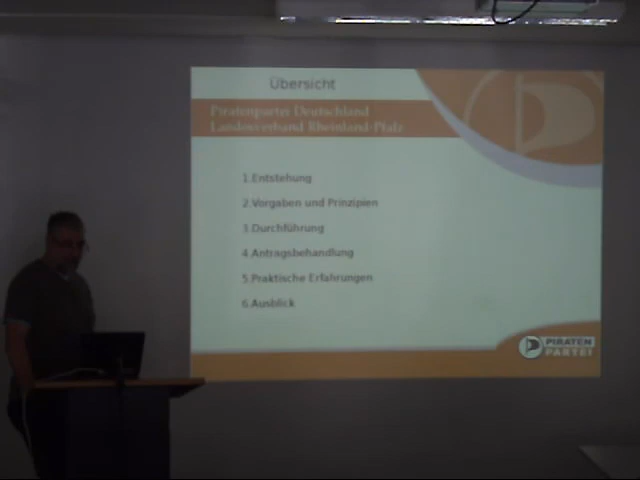 Übersicht
Piratenpartei Deutschland
Landesverband Rheinland-Pfalz
1.Entstehung
2.Vorgaben und Prinzipien
3.Durchführung
4.Antragsbehandlung
5.Praktische Erfahrungen
6.Ausblick
PIRATEN
PARTEI